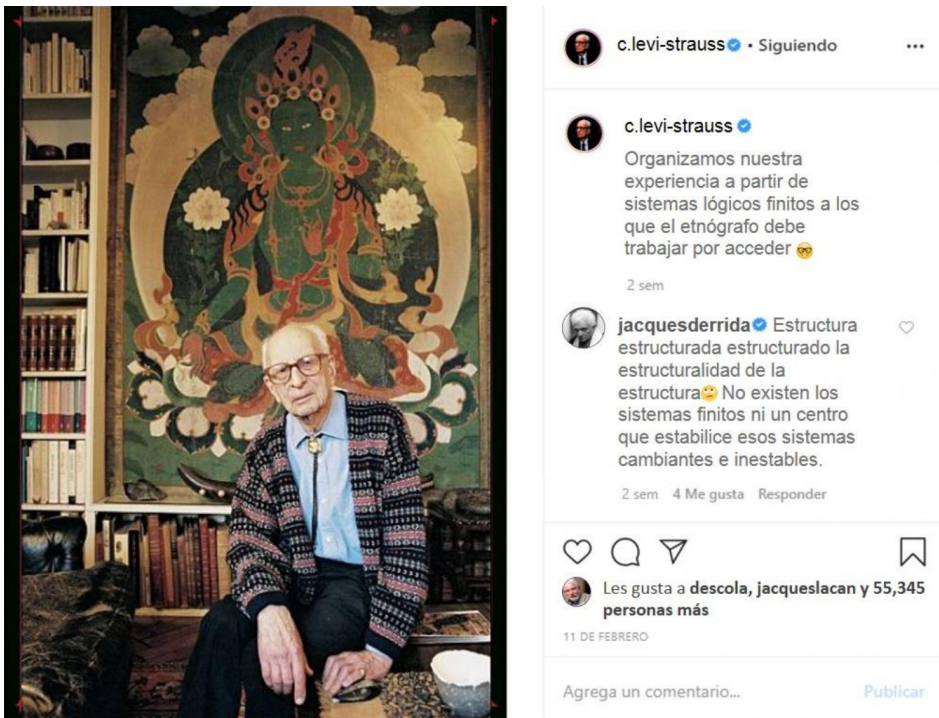 c.levi-strauss • Siguiendo
c.levi-strauss
Organizamos nuestra
experiencia a partir de
sistemas lógicos finitos a los
que el etnógrafo debe
trabajar por acceder 🤓
2 sem
jacquesderrida Estructura
estructurada estructurado la
estructuralidad de la
estructura🙄 No existen los
sistemas finitos ni un centro
que estabilice esos sistemas
cambiantes e inestables.
2 sem 4 Me gusta Responder
Les gusta a descola, jacqueslacan y 55,345
personas más
11 DE FEBRERO
Agrega un comentario... Publicar